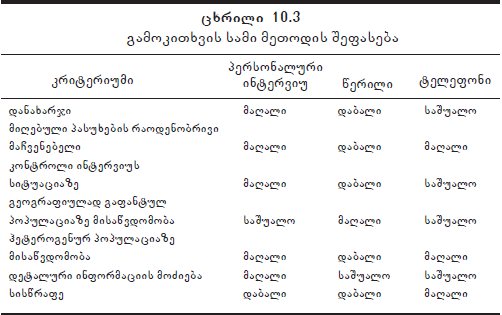 ცხრილი 10.3
გამოკითხვის სამი მეთოდის შეფასება
კრიტერიუმი პერსონალური ინტერვიუ წერილი ტელეფონი
დანახარჯი მაღალი დაბალი საშუალო
მიღებული პასუხების რაოდენობრივი
მაჩვენებელი მაღალი დაბალი მაღალი
კონტროლი ინტერვიუს
სიტუაციაზე მაღალი დაბალი საშუალო
გეოგრაფიულად გაფანტულ
პოპულაციაზე მისაწვდომობა საშუალო მაღალი საშუალო
ჰეტეროგენურ პოპულაციაზე
მისაწვდომობა მაღალი დაბალი მაღალი
დეტალური ინფორმაციის მოძიება მაღალი საშუალო საშუალო
სისწრაფე დაბალი დაბალი მაღალი